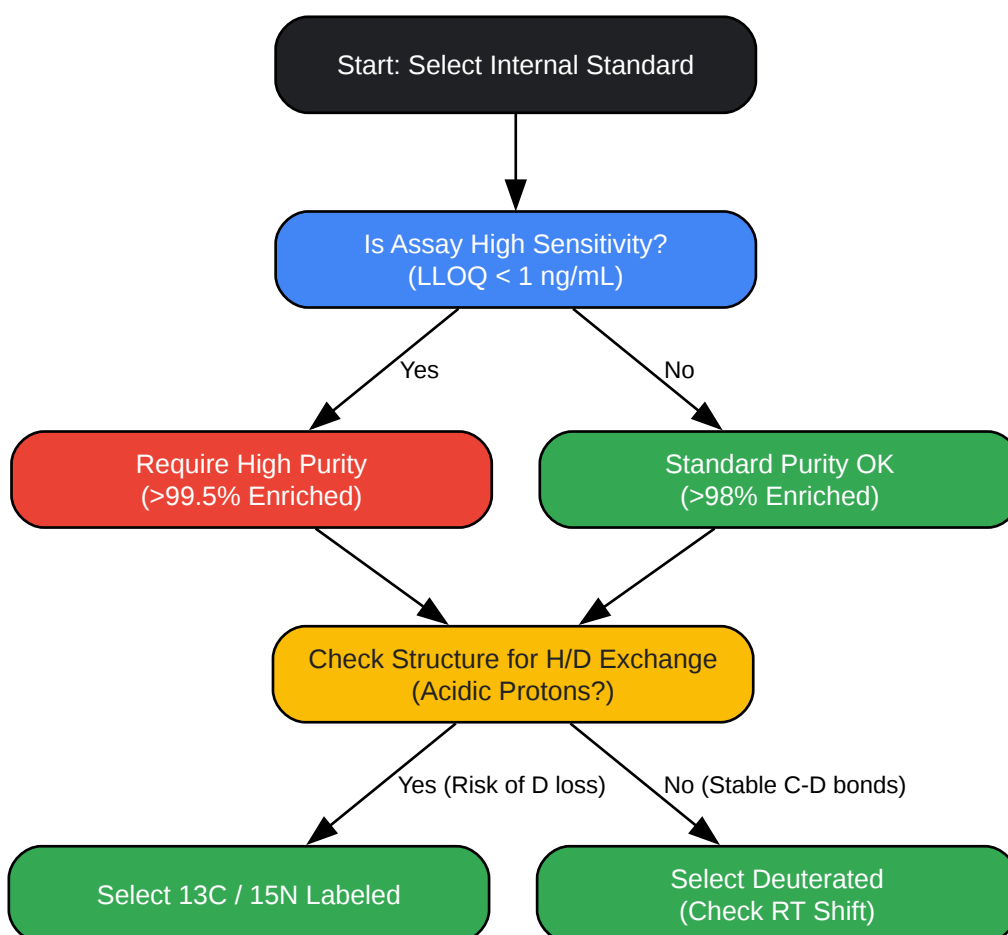 Start: Select Internal Standard
Is Assay High Sensitivity?
(LLOQ < 1 ng/mL)
Yes
No
Require High Purity
(>99.5% Enriched)
Standard Purity OK
(>98% Enriched)
Check Structure for H/D Exchange
(Acidic Protons?)
Yes (Risk of D loss)
No (Stable C-D bonds)
Select 13C / 15N Labeled
Select Deuterated
(Check RT Shift)